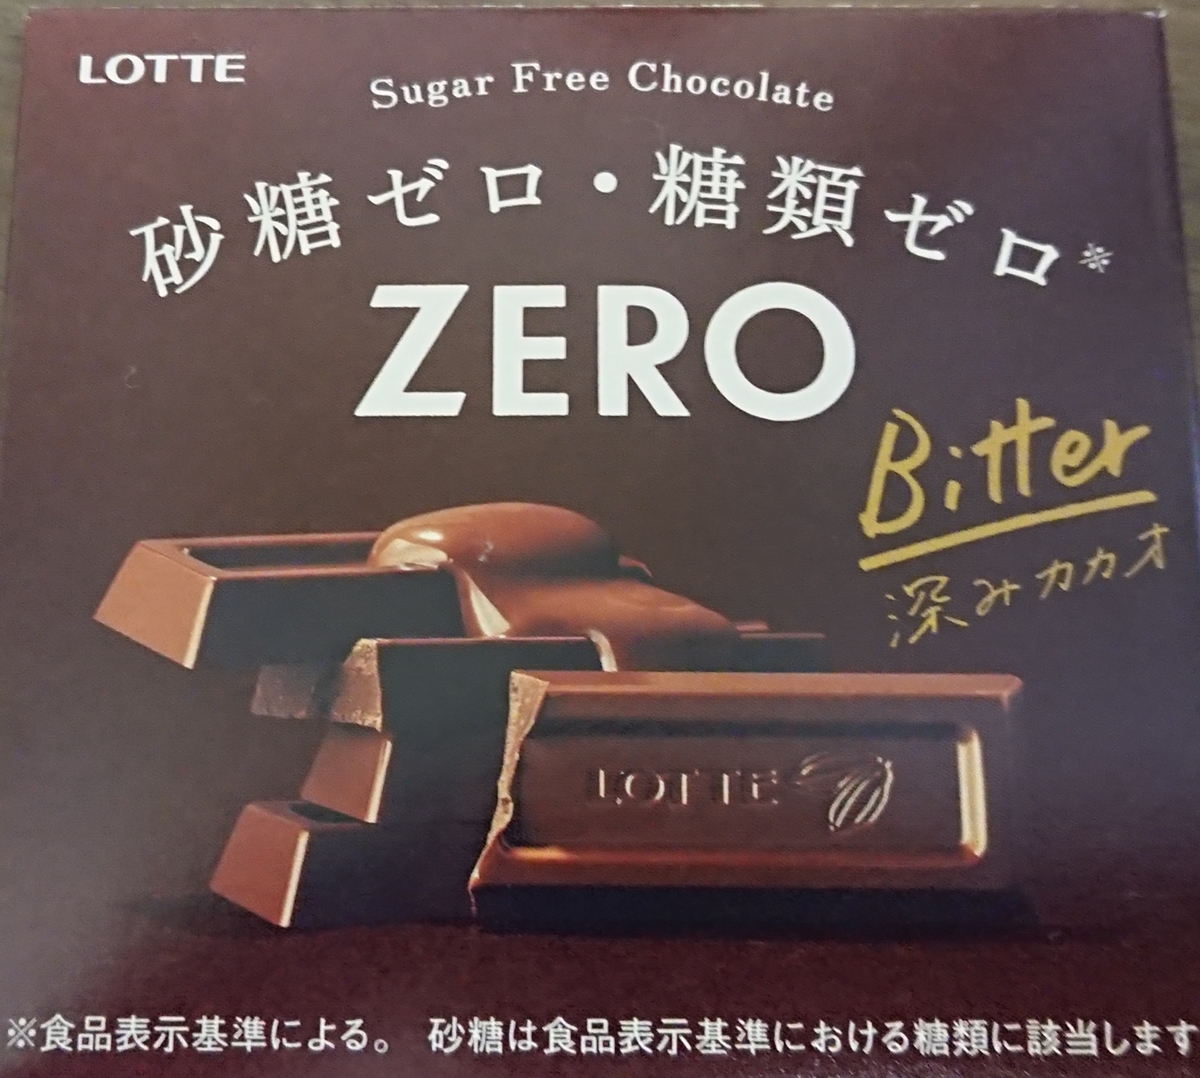 LOTTE
Sugar Free Chocolate
砂糖ゼロ・糖類ゼロ※
ZERO
Bitter
深みカカオ
LOTTE
※食品表示基準による。 砂糖は食品表示基準における糖類に該当します